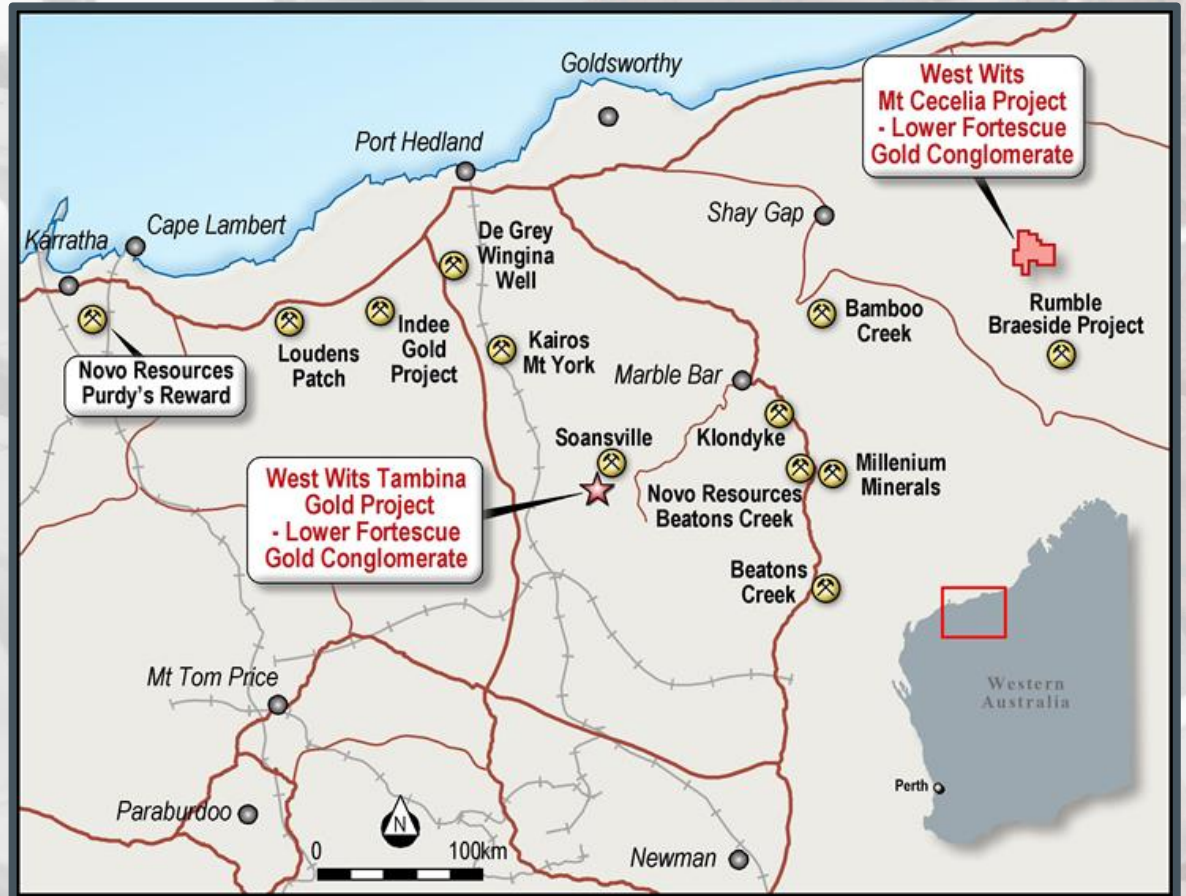 Goldsworthy
West Wits
Mt Cecelia Project
- Lower Fortescue
Gold Conglomerate
Port Hedland
Shay Gap
Cape Lambert
Karratha
De Grey
Wingina
Well
Rumble
Braeside Project
Bamboo
Creek
Indee
Gold
Project
Loudens
Patch
Kairos
Mt York
Novo Resources
Purdy's Reward
Marble Bar
Klondyke
Soansville
Millenium
Minerals
Novo Resources
Beatons Creek
West Wits Tambina
Gold Project
- Lower Fortescue
Gold Conglomerate
Beatons
Creek
Mt Tom Price
Western
Australia
Perth
Paraburdoo
N
0 100km
Newman